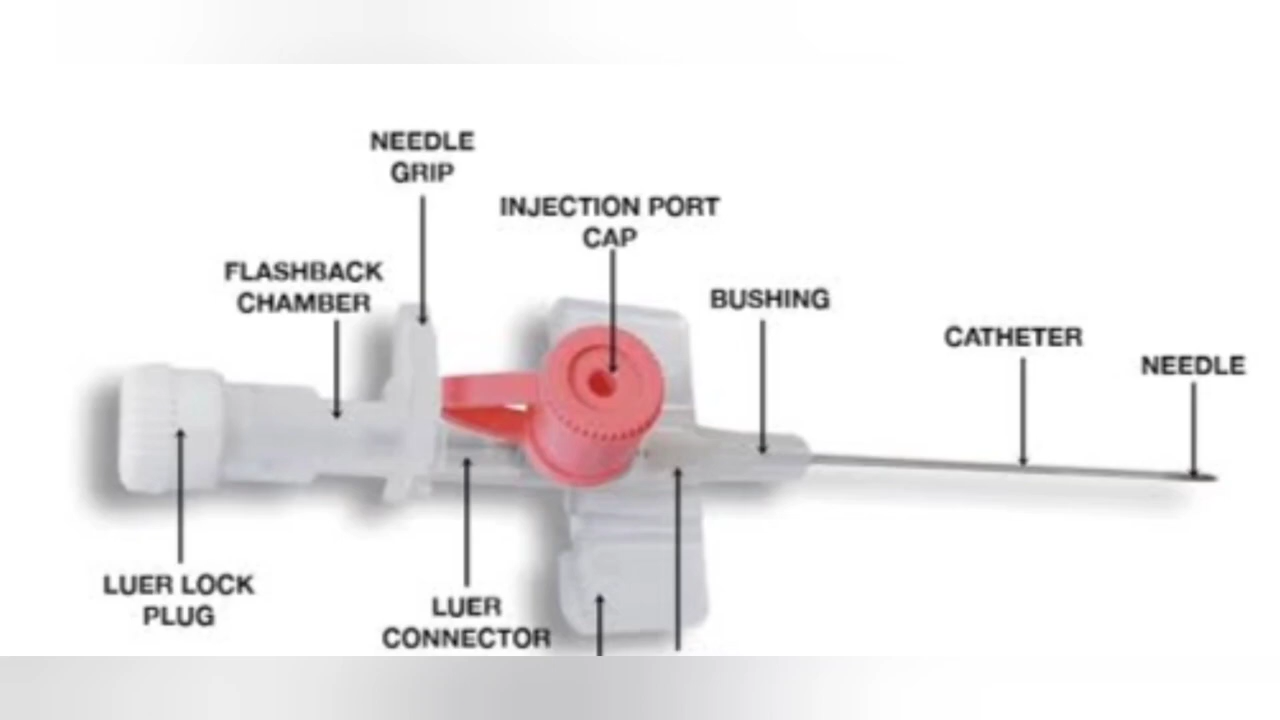 NEEDLE
GRIP
INJECTION PORT
CAP
FLASHBACK
CHAMBER
BUSHING
CATHETER
NEEDLE
LUER LOCK
PLUG
LUER
CONNECTOR